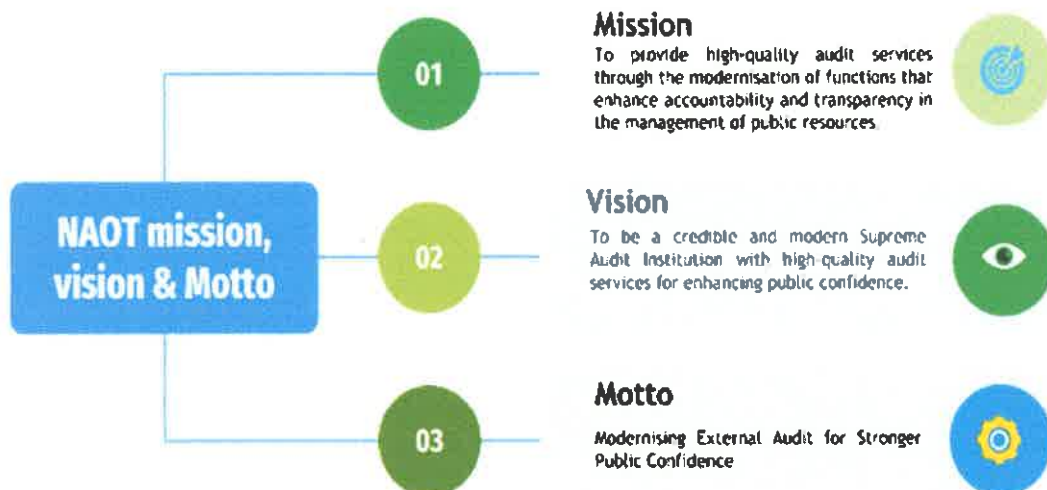 NAOT mission,
vision & Motto
01
Mission
To provide high-quality audit services
through the modernisation of functions that
enhance accountability and transparency in
the management of public resources.
02
Vision
To be a credible and modern Supreme
Audit Institution with high-quality audit
services for enhancing public confidence.
03
Motto
Modernising External Audit for Stronger
Public Confidence